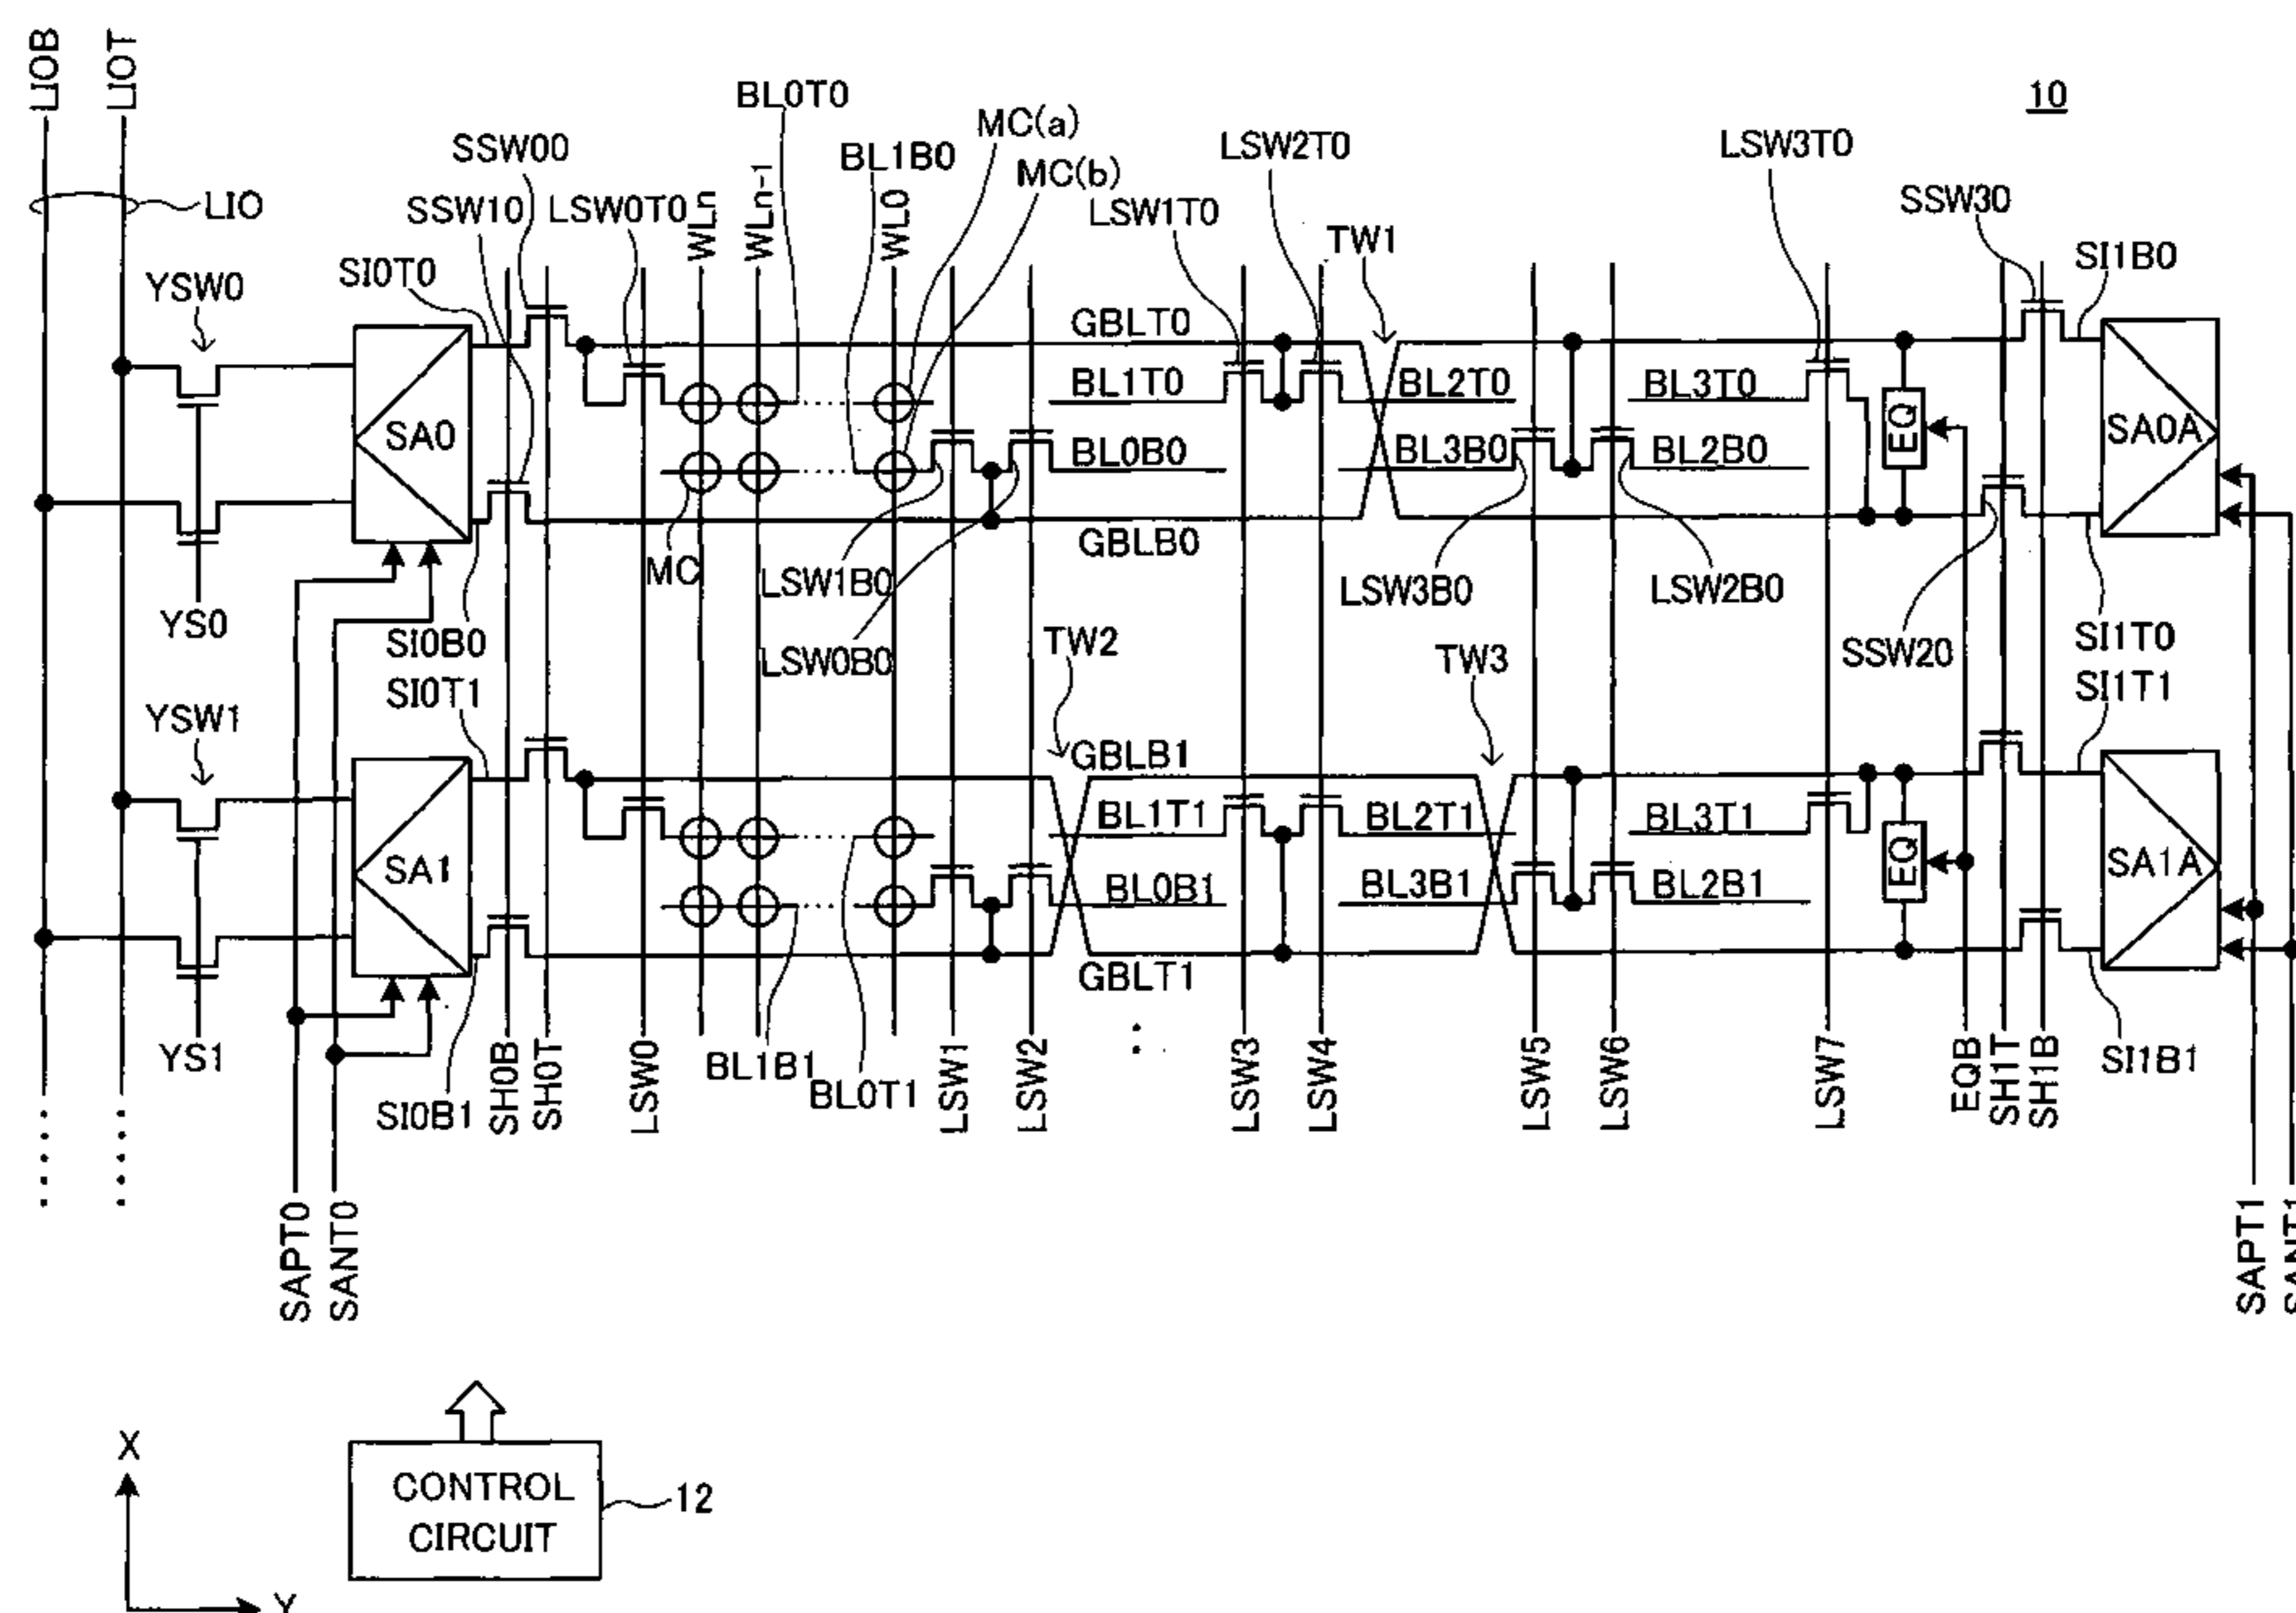 LIOB
LIOT
LIO
10
BL0T0
MC(a)
SSW00
BL1B0
MC(b)
LSW2T0
LSW3T0
SSW10
LSW0T0
WLn
WLn-1
WL0
LSW1T0
SSW30
TW1
YSW0
SI0T0
SI1B0
GBLT0
BL1T0
BL2T0
BL3T0
EQ
SA0
SA0A
BL0B0
BL3B0
BL2B0
GBLB0
MC
LSW1B0
LSW3B0
LSW2B0
YS0
SI0B0
LSW0B0
TW2
TW3
SSW20
SI1T0
SI0T1
SI1T1
YSW1
GBLB1
BL1T1
BL2T1
BL3T1
EQ
SA1
SA1A
BL0B1
BL3B1
BL2B1
GBLT1
YS1
SI0B1
SH0B
SH0T
LSW0
BL1B1
BL0T1
LSW1
LSW2
LSW3
LSW4
LSW5
LSW6
LSW7
EQB
SH1T
SH1B
SI1B1
SAPT0
SANT0
SAPT1
SANT1
X
Y
CONTROL
CIRCUIT
12